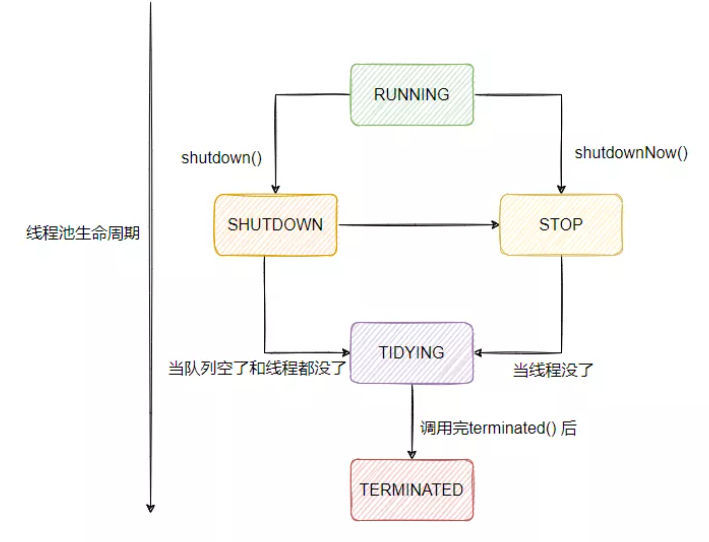 RUNNING
shutdown()
shutdownNow()
线程池生命周期
SHUTDOWN
STOP
TIDYING
当队列空了和线程都没了
当线程没了
调用完terminated() 后
TERMINATED